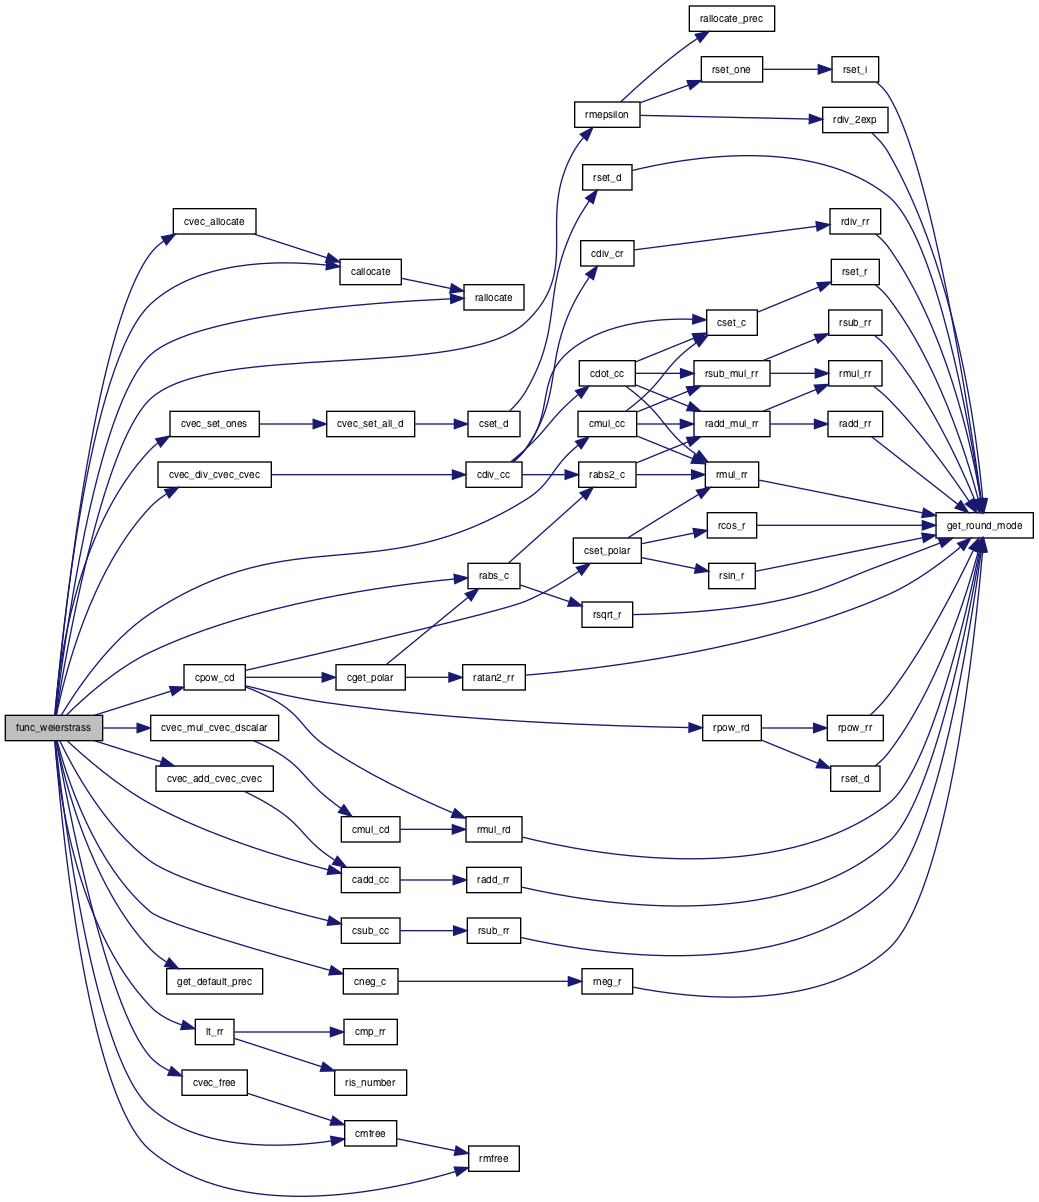 rallocate_prec
rset_one
rset_i
rmepsilon
rdiv_2exp
rset_d
cvec_allocate
rdiv_rr
cdiv_cr
callocate
rset_r
rallocate
cset_c
rsub_rr
cdot_cc
rsub_mul_rr
rmul_rr
cvec_set_ones
cvec_set_all_d
cset_d
cmul_cc
radd_mul_rr
radd_rr
cvec_div_cvec_cvec
cdiv_cc
rabs2_c
rmul_rr
rcos_r
get_round_mode
cset_polar
rabs_c
rsin_r
rsqrt_r
cpow_cd
cget_polar
ratan2_rr
func_weierstrass
cvec_mul_cvec_dscalar
rpow_rd
rpow_rr
cvec_add_cvec_cvec
rset_d
cmul_cd
rmul_rd
cadd_cc
radd_rr
csub_cc
rsub_rr
get_default_prec
cneg_c
rneg_r
lt_rr
cmp_rr
cvec_free
ris_number
cmfree
rmfree